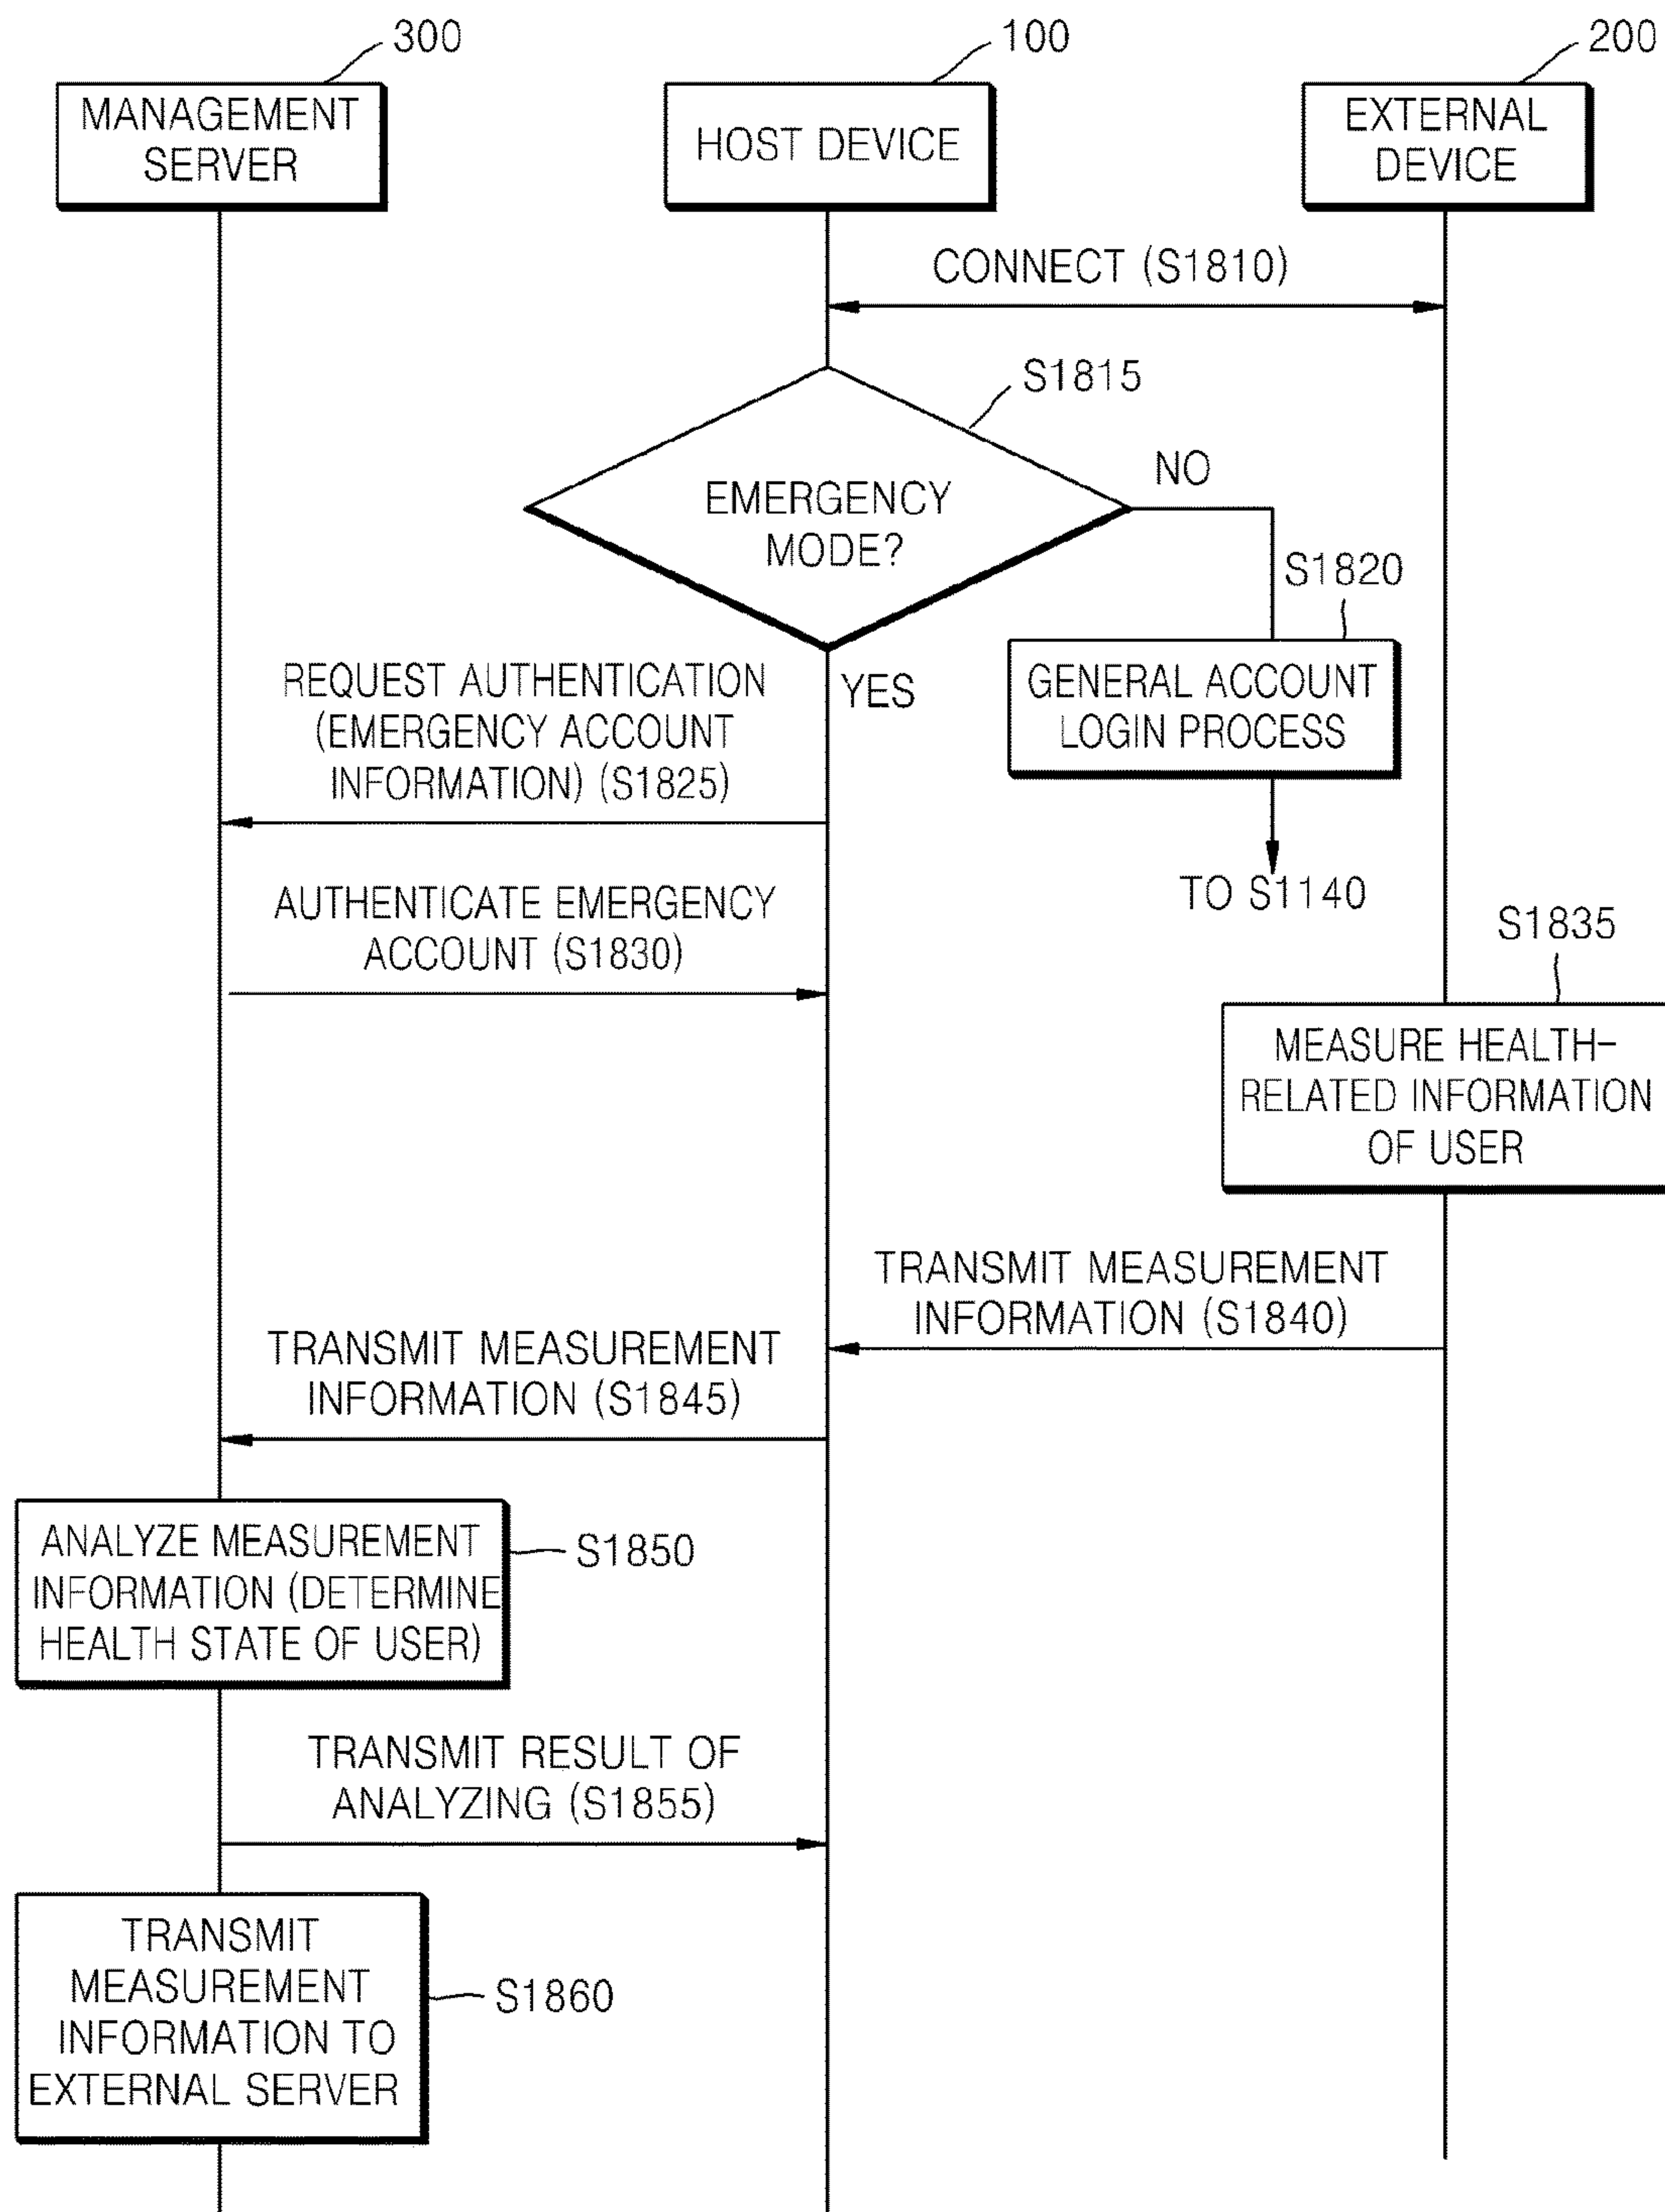 300
100
200
MANAGEMENT
SERVER
HOST DEVICE
EXTERNAL
DEVICE
CONNECT (S1810)
S1815
EMERGENCY
MODE?
NO
S1820
GENERAL ACCOUNT
LOGIN PROCESS
TO S1140
YES
REQUEST AUTHENTICATION
(EMERGENCY ACCOUNT
INFORMATION) (S1825)
AUTHENTICATE EMERGENCY
ACCOUNT (S1830)
S1835
MEASURE HEALTH-
RELATED INFORMATION
OF USER
TRANSMIT MEASUREMENT
INFORMATION (S1840)
TRANSMIT MEASUREMENT
INFORMATION (S1845)
ANALYZE MEASUREMENT
INFORMATION (DETERMINE
HEALTH STATE OF USER)
S1850
TRANSMIT RESULT OF
ANALYZING (S1855)
TRANSMIT
MEASUREMENT
INFORMATION TO
EXTERNAL SERVER
S1860